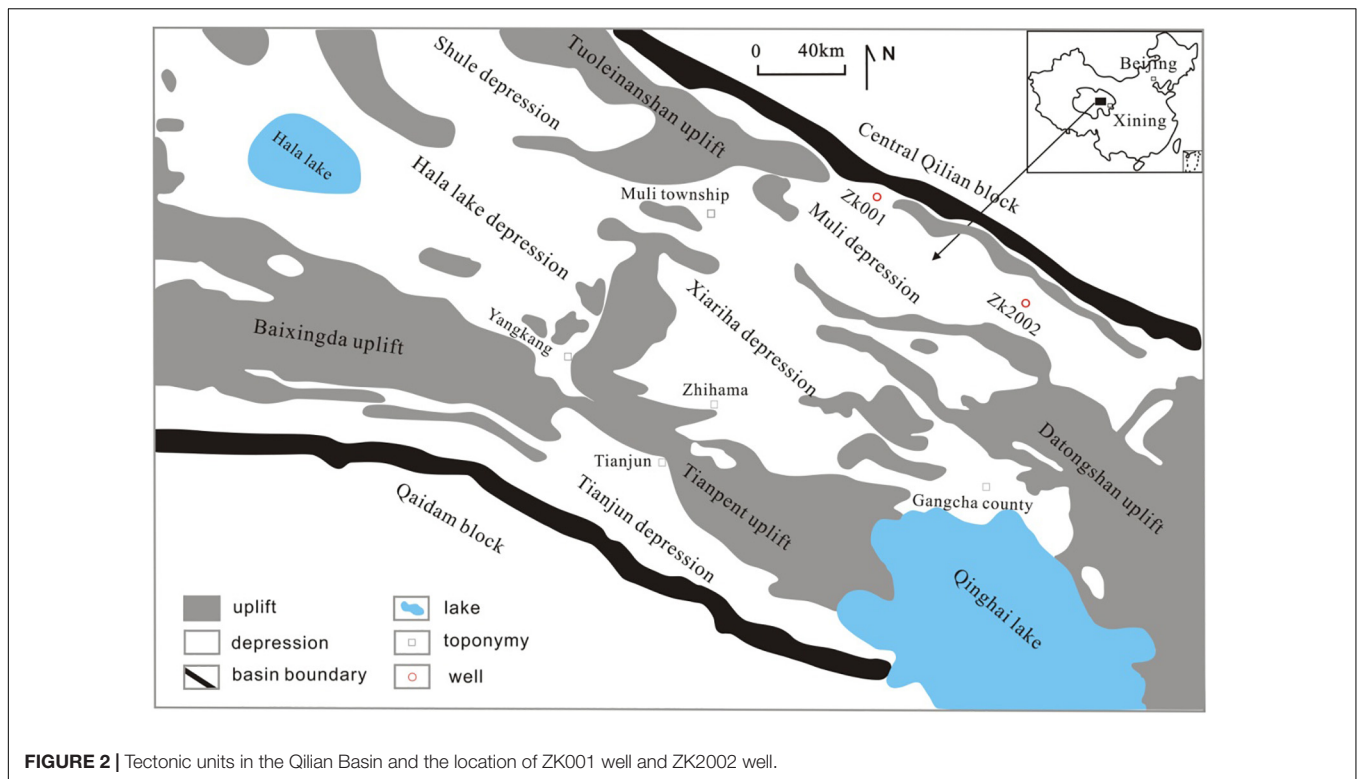 Shule depression
Tuoleinanshan uplift
0 40km
N
Beijing
Xining
Hala lake
Hala lake depression
Central Qilian block
Muli township
Zk001
Muli depression
Zk2002
Xiariha depression
Yangkang
Baixingda uplift
Zhihama
Datongshan uplift
Tianjun
Tianpent uplift
Gangcha county
Qaidam block
Tianjun depression
Qinghai lake
uplift
depression
basin boundary
lake
toponymy
well
FIGURE 2 | Tectonic units in the Qilian Basin and the location of ZK001 well and ZK2002 well.